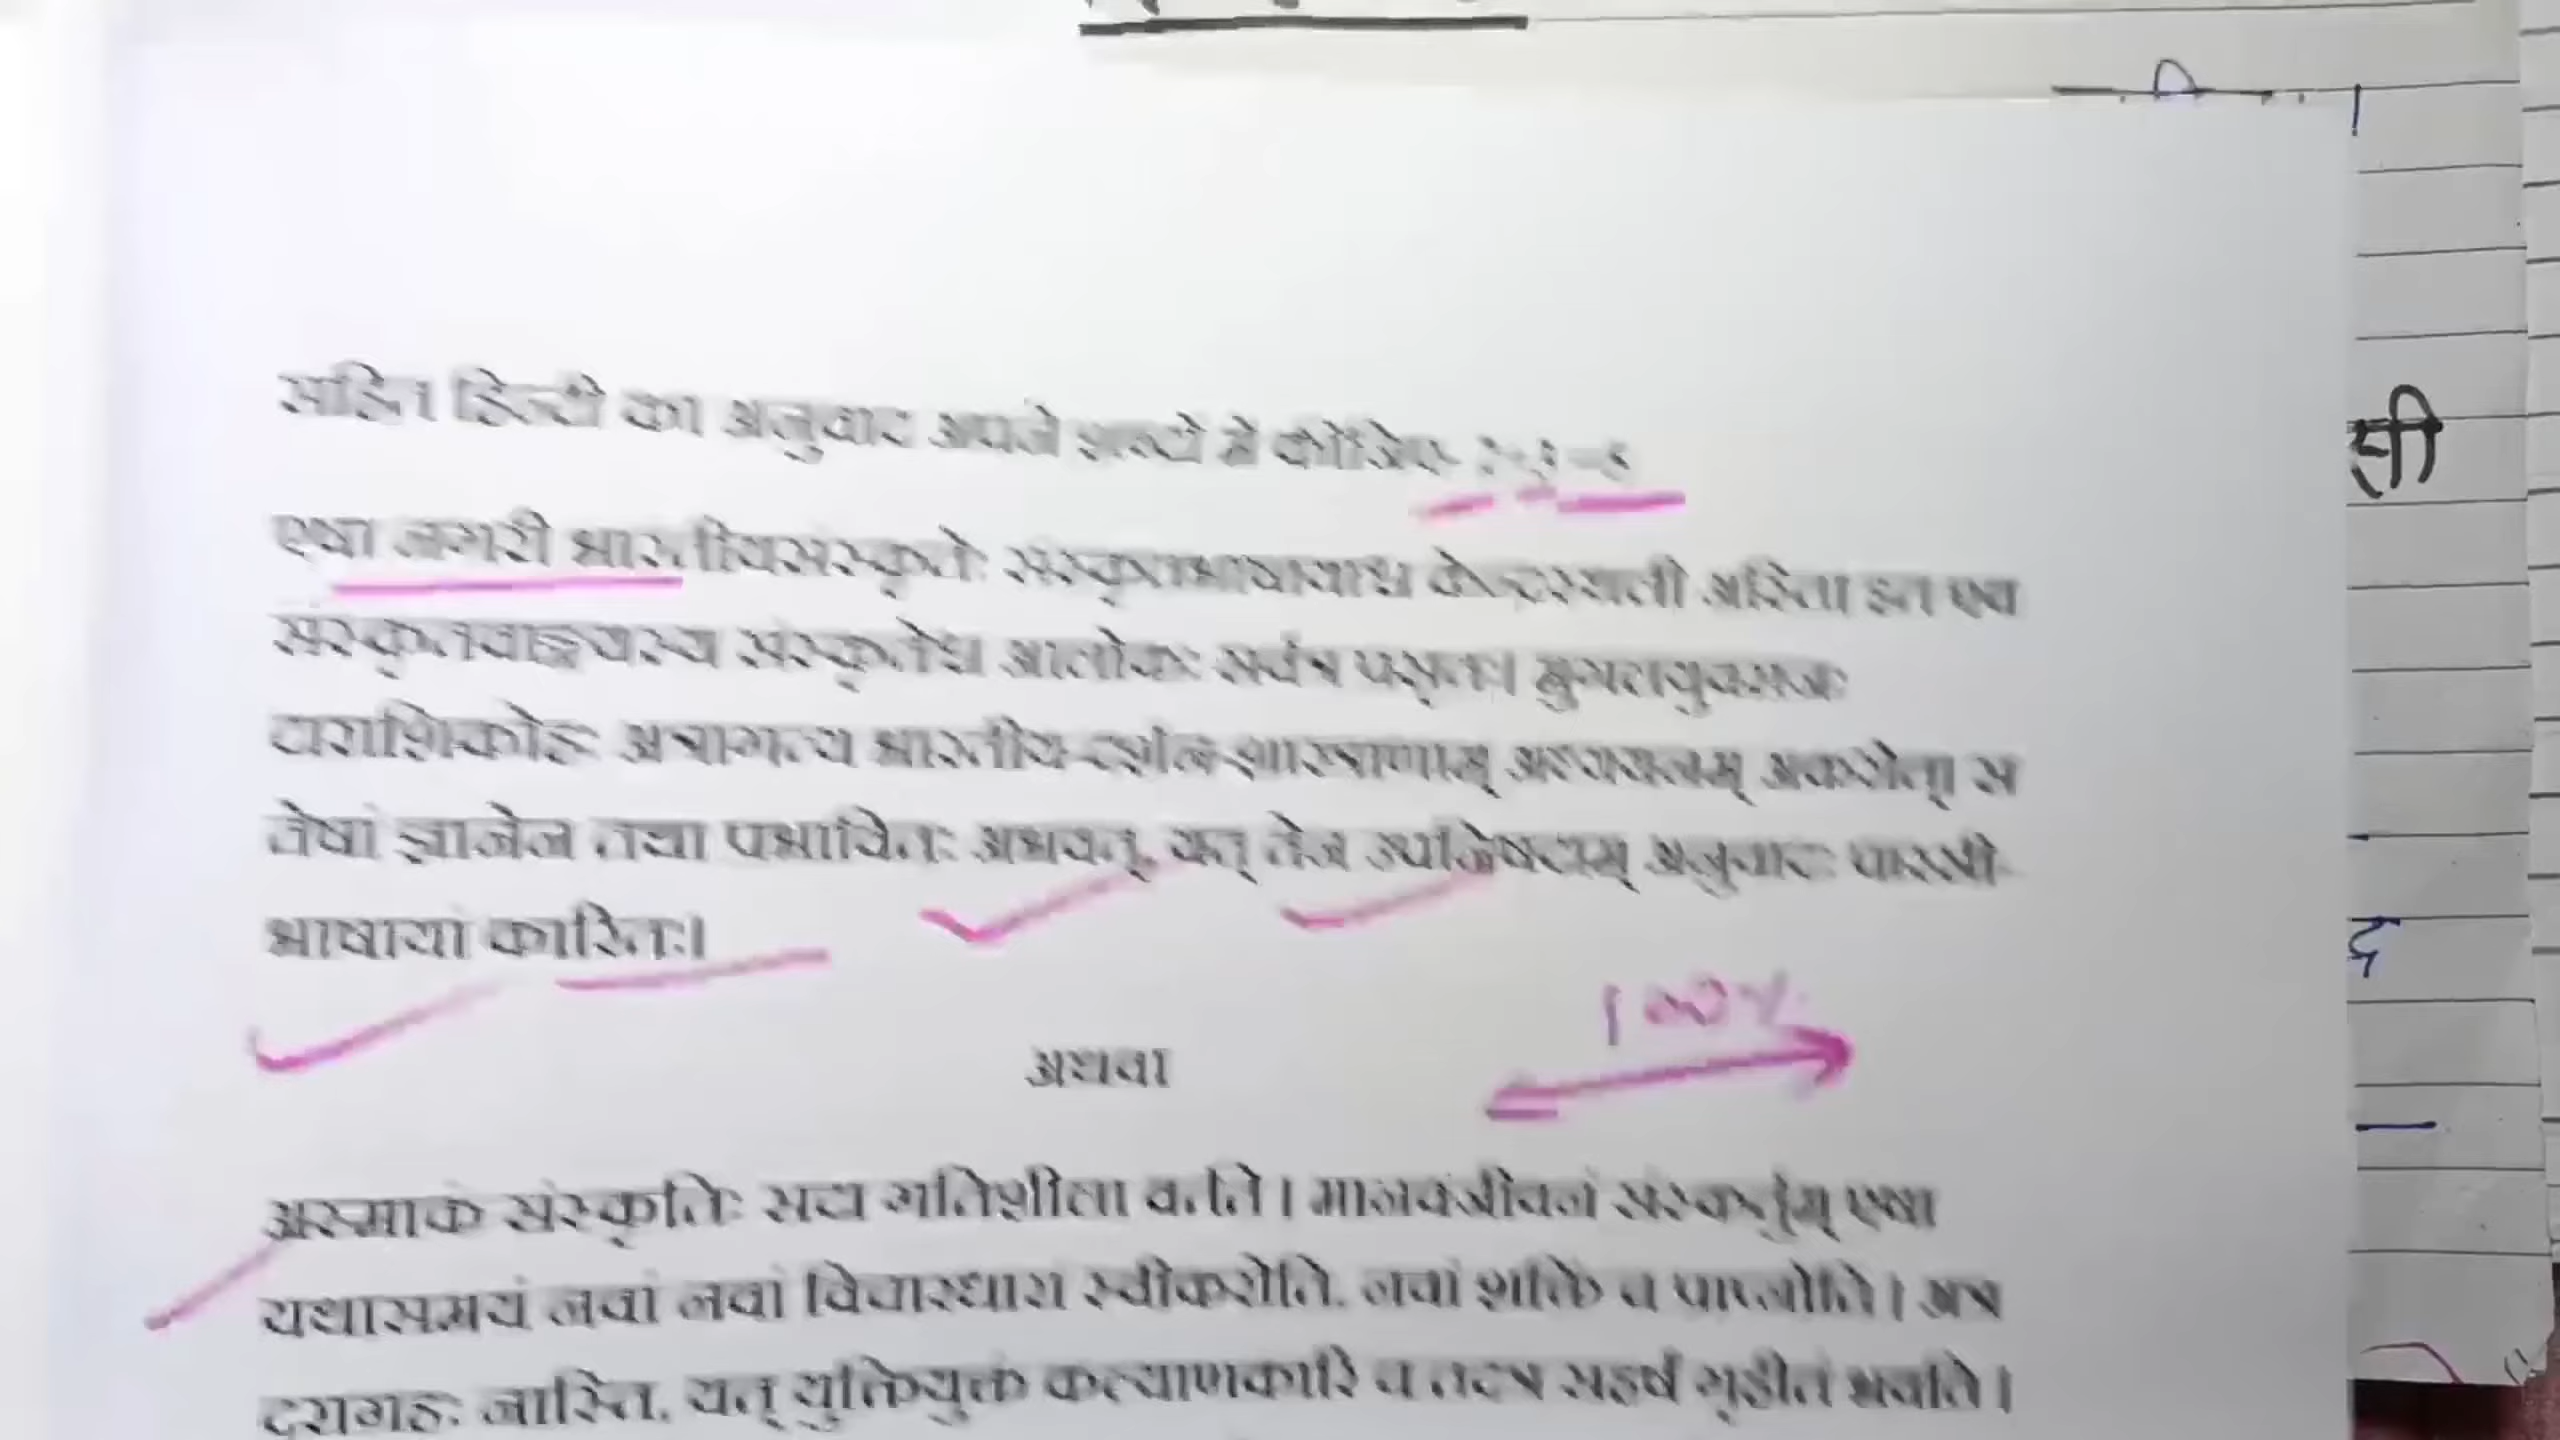 सहित हिन्दी का अनुवाद अपने शब्दों में कीजिए-
एषा नगरी भारतीयसंस्कृतेः संस्कृतभाषायाश्च केन्द्रस्थली अस्ति। इत एव
संस्कृतवाङ्मयस्य संस्कृतेश्च आलोकः सर्वत्र प्रसृतः। मुगलयुवराजः
दाराशिकोहः अत्रागत्य भारतीय-दर्शन-शास्त्राणाम् अध्ययनम् अकरोत्। स
तेषां ज्ञानेन तथा प्रभावितः अभवत्, यत् तेन उपनिषदाम् अनुवादः पारसी-
भाषायां कारितः।
100%
अथवा
अस्माकं संस्कृतिः सदा गतिशीला वर्तते। मानवजीवनं संस्कर्तुम् एषा
यथासमयं नवां नवां विचारधारां स्वीकरोति, नवां शक्तिं च प्राप्नोति। अत्र
दुराग्रहः नास्ति, यत् युक्तियुक्तं कल्याणकारि च तदत्र सहर्षं गृहीतं भवति।
सी
द